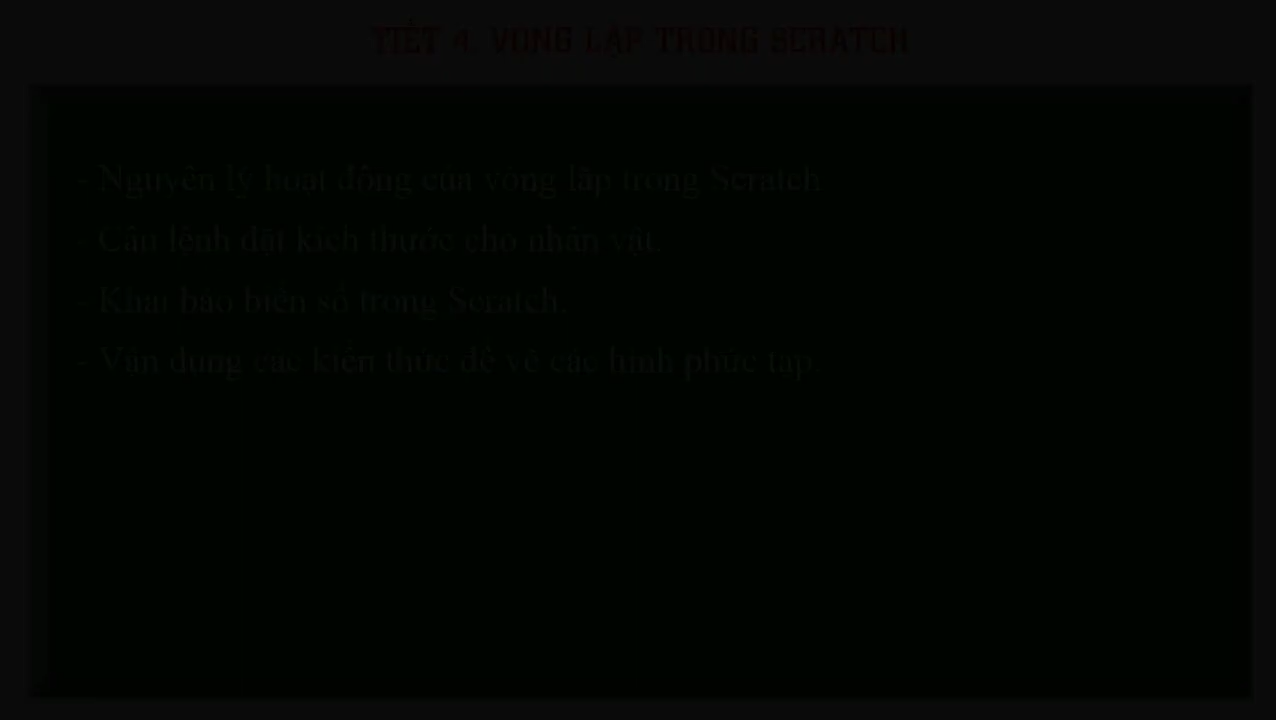 TIẾT 4. VÒNG LẶP TRONG SCRATCH
- Nguyên lý hoạt động của vòng lặp trong Scratch
- Câu lệnh đặt kích thước cho nhân vật.
- Khai báo biến số trong Scratch.
- Vận dụng các kiến thức để vẽ các hình phức tạp.